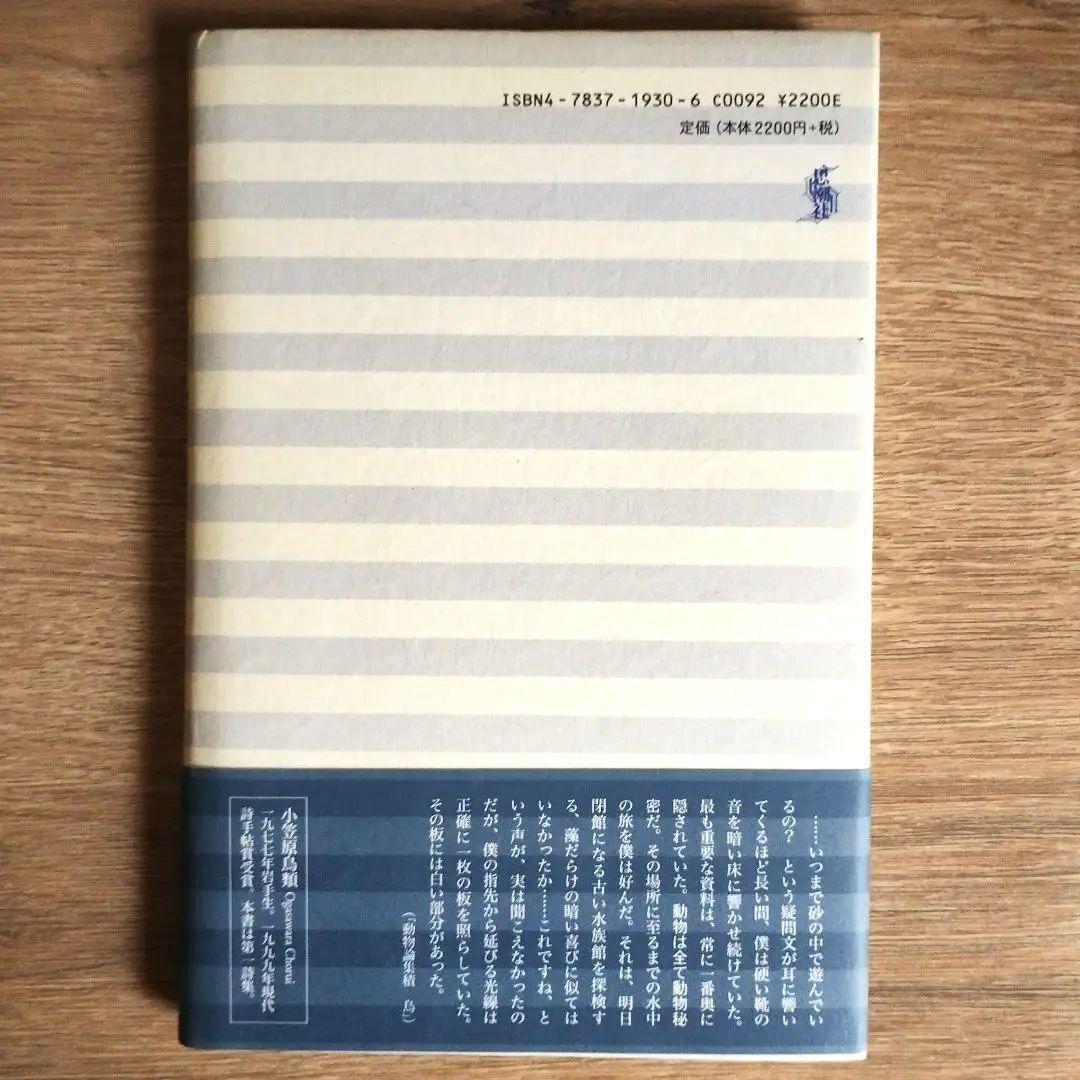 ISBN4-7837-1930-6 C0092 ¥2200E
定価(本体2200円+税)
思潮社
……いつまで砂の中で遊んでい
るの? という疑問文が耳に響い
てくるほど長い間、僕は硬い靴の
音を暗い床に響かせ続けていた。
最も重要な資料は、常に一番奥に
隠されていた。動物は全て動物秘
密だ。その場所に至るまでの水中
の旅を僕は好んだ。それは、明日
閉館になる古い水族館を探検す
る、藻だらけの暗い喜びに似ては
いなかったか……これですね、と
いう声が、実は聞こえなかったの
だが、僕の指先から延びる光線は
正確に一枚の板を照らしていた。
その板には白い部分があった。
(「動物論集積 鳥」)
小笠原鳥類 Ogasawara Chorui
一九七七年岩手生。一九九九年現代
詩手帖賞受賞。本書は第一詩集。